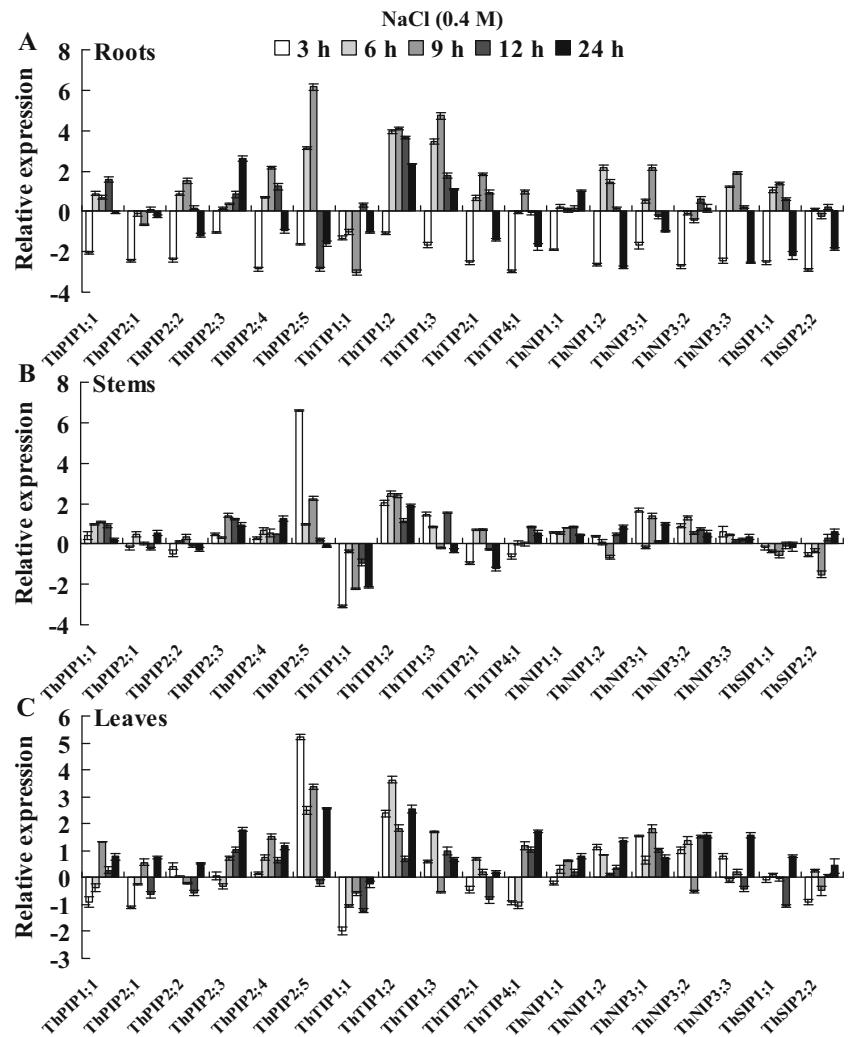 NaCl (0.4 M)
3 h 6 h 9 h 12 h 24 h
A
Roots
Relative expression
8
6
4
2
0
-2
-4
ThPIP1;1
ThPIP2;1
ThPIP2;2
ThPIP2;3
ThPIP2;4
ThPIP2;5
ThTIP1;1
ThTIP1;2
ThTIP1;3
ThTIP2;1
ThTIP4;1
ThNIP1;1
ThNIP1;2
ThNIP3;1
ThNIP3;2
ThNIP3;3
ThSIP1;1
ThSIP2;2
B
Stems
Relative expression
8
6
4
2
0
-2
-4
ThPIP1;1
ThPIP2;1
ThPIP2;2
ThPIP2;3
ThPIP2;4
ThPIP2;5
ThTIP1;1
ThTIP1;2
ThTIP1;3
ThTIP2;1
ThTIP4;1
ThNIP1;1
ThNIP1;2
ThNIP3;1
ThNIP3;2
ThNIP3;3
ThSIP1;1
ThSIP2;2
C
Leaves
Relative expression
6
5
4
3
2
1
0
-1
-2
-3
ThPIP1;1
ThPIP2;1
ThPIP2;2
ThPIP2;3
ThPIP2;4
ThPIP2;5
ThTIP1;1
ThTIP1;2
ThTIP1;3
ThTIP2;1
ThTIP4;1
ThNIP1;1
ThNIP1;2
ThNIP3;1
ThNIP3;2
ThNIP3;3
ThSIP1;1
ThSIP2;2